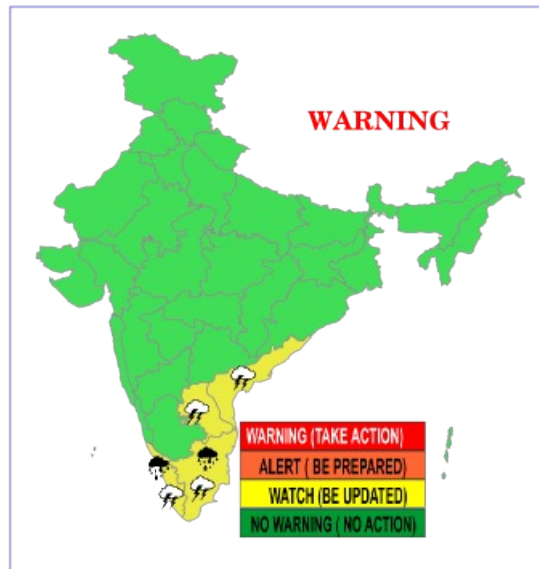 WARNING
WARNING (TAKE ACTION)
ALERT ( BE PREPARED)
WATCH (BE UPDATED)
NO WARNING ( NO ACTION)